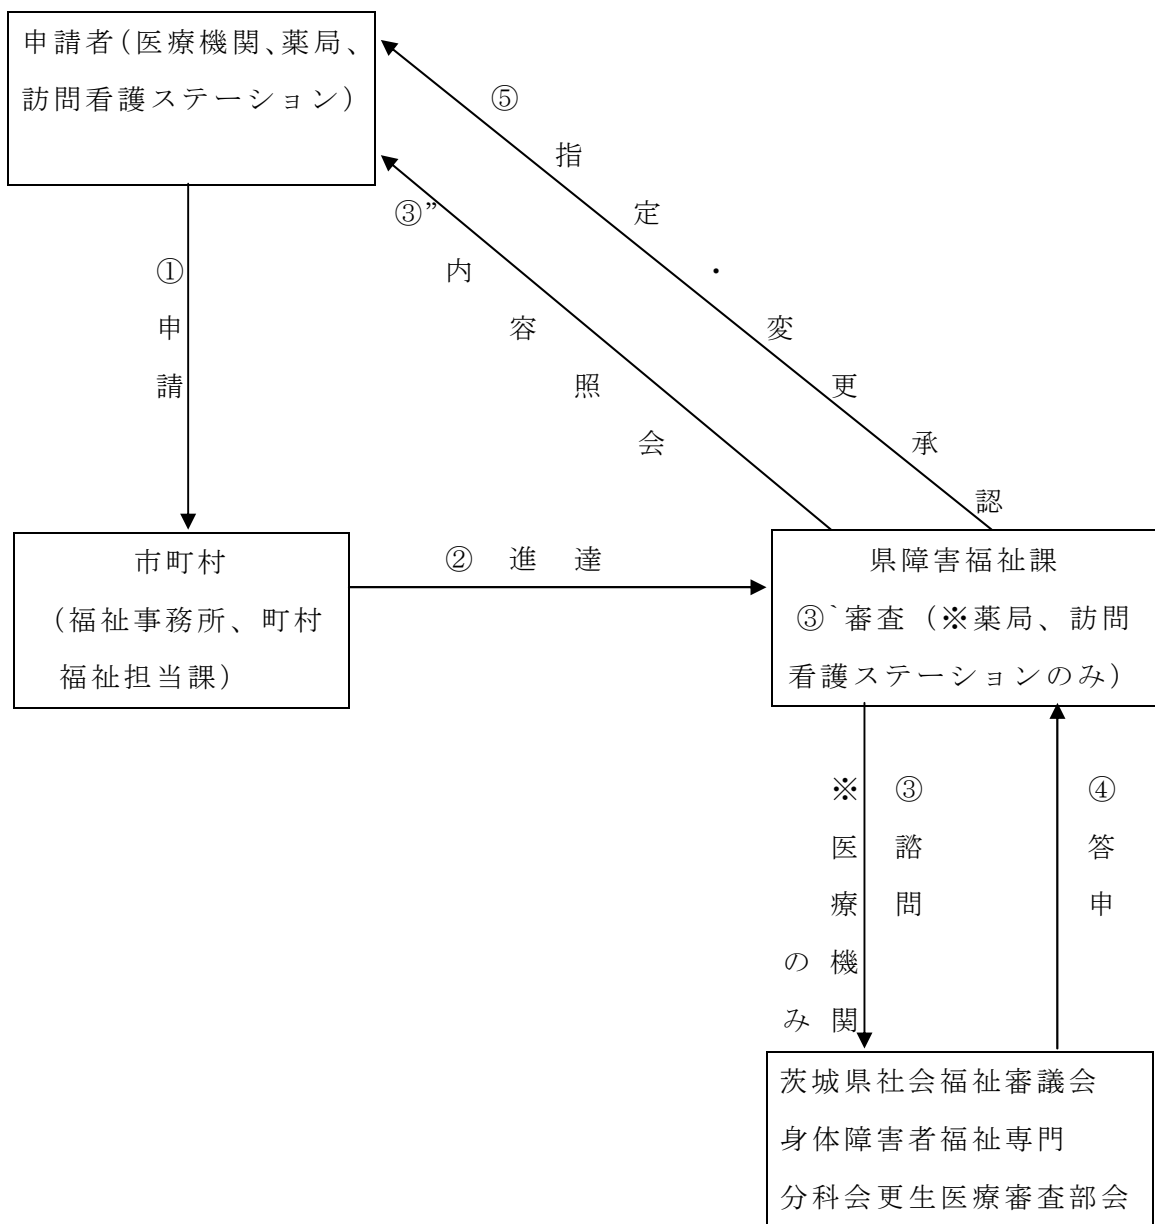 申請者（医療機関、薬局、
訪問看護ステーション）
⑤指定・変更承認
③”内容照会
①申請
市町村
（福祉事務所、町村
福祉担当課）
②進達
県障害福祉課
③`審査（※薬局、訪問
看護ステーションのみ）
※医療機関
のみ
③諮問
④答申
茨城県社会福祉審議会
身体障害者福祉専門
分科会更生医療審査部会